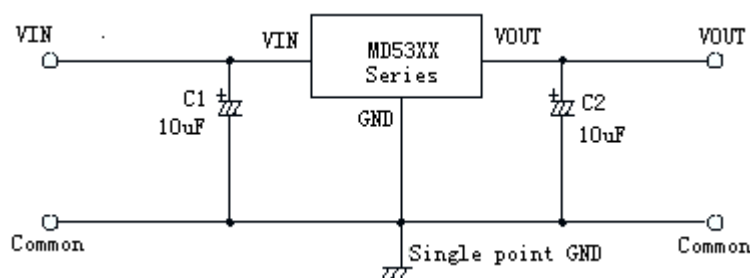 VIN
VIN
MD53XX
Series
VOUT
VOUT
C1
10uF
GND
C2
10uF
Common
Single point GND
Common